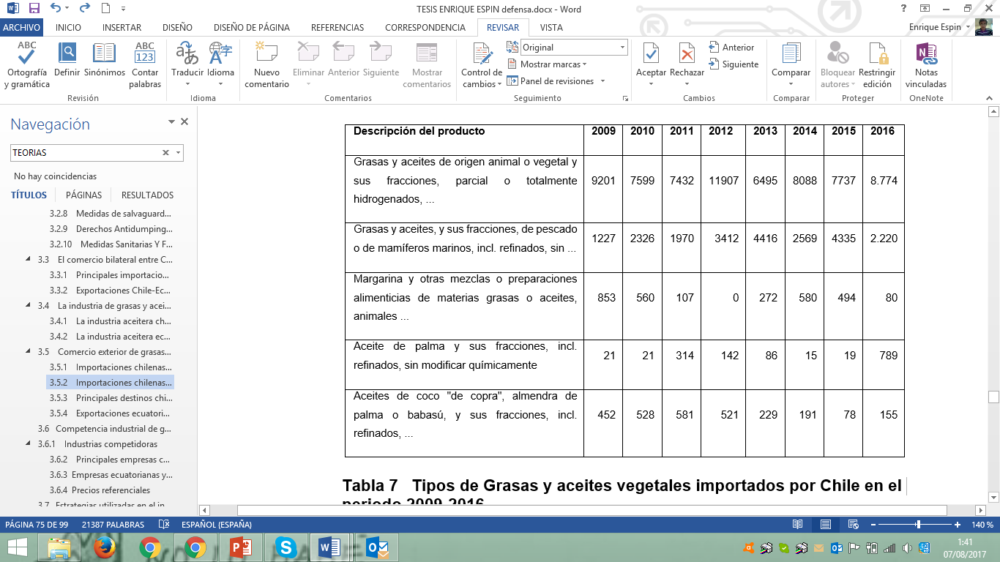 TESIS ENRIQUE ESPIN defensa.docx - Word
ARCHIVO INICIO INSERTAR DISEÑO DISEÑO DE PÁGINA REFERENCIAS CORRESPONDENCIA REVISAR VISTA Enrique Espin
ABC ABC 123
Ortografía y gramática Definir Sinónimos Contar palabras
Traducir Idioma
Nuevo comentario Eliminar Anterior Siguiente Mostrar comentarios
Control de cambios Original
Mostrar marcas
Panel de revisiones
Aceptar Rechazar Anterior
Siguiente
Comparar Bloquear autores Restringir edición Notas vinculadas
Revisión Idioma Comentarios Seguimiento Cambios Comparar Proteger OneNote
Navegación
TEORIAS
No hay coincidencias
TÍTULOS PÁGINAS RESULTADOS
3.2.8 Medidas de salvaguard...
3.2.9 Derechos Antidumping...
3.2.10 Medidas Sanitarias Y F...
3.3 El comercio bilateral entre C...
3.3.1 Principales importacio...
3.3.2 Exportaciones Chile-Ec...
3.4 La industria de grasas y acei...
3.4.1 La industria aceitera ch...
3.4.2 La industria aceitera ec...
3.5 Comercio exterior de grasas...
3.5.1 Importaciones chilenas...
3.5.2 Importaciones chilenas...
3.5.3 Principales destinos chi...
3.5.4 Exportaciones ecuatori...
3.6 Competencia industrial de g...
3.6.1 Industrias competidoras
3.6.2 Principales empresas c...
3.6.3 Empresas ecuatorianas y...
3.6.4 Precios referenciales
3.7 Estrategias utilizadas en el in...
Descripción del producto 2009 2010 2011 2012 2013 2014 2015 2016
Grasas y aceites de origen animal o vegetal y
sus fracciones, parcial o totalmente 9201 7599 7432 11907 6495 8088 7737 8.774
hidrogenados, ...
Grasas y aceites, y sus fracciones, de pescado
o de mamíferos marinos, incl. refinados, sin ... 1227 2326 1970 3412 4416 2569 4335 2.220
Margarina y otras mezclas o preparaciones
alimenticias de materias grasas o aceites, 853 560 107 0 272 580 494 80
animales ...
Aceite de palma y sus fracciones, incl.
refinados, sin modificar químicamente 21 21 314 142 86 15 19 789
Aceites de coco "de copra", almendra de
palma o babasú, y sus fracciones, incl. 452 528 581 521 229 191 78 155
refinados, ...
Tabla 7 Tipos de Grasas y aceites vegetales importados por Chile en el
periodo 2009-2016
PÁGINA 75 DE 99 21387 PALABRAS ESPAÑOL (ESPAÑA) 140 %
1:41
07/08/2017